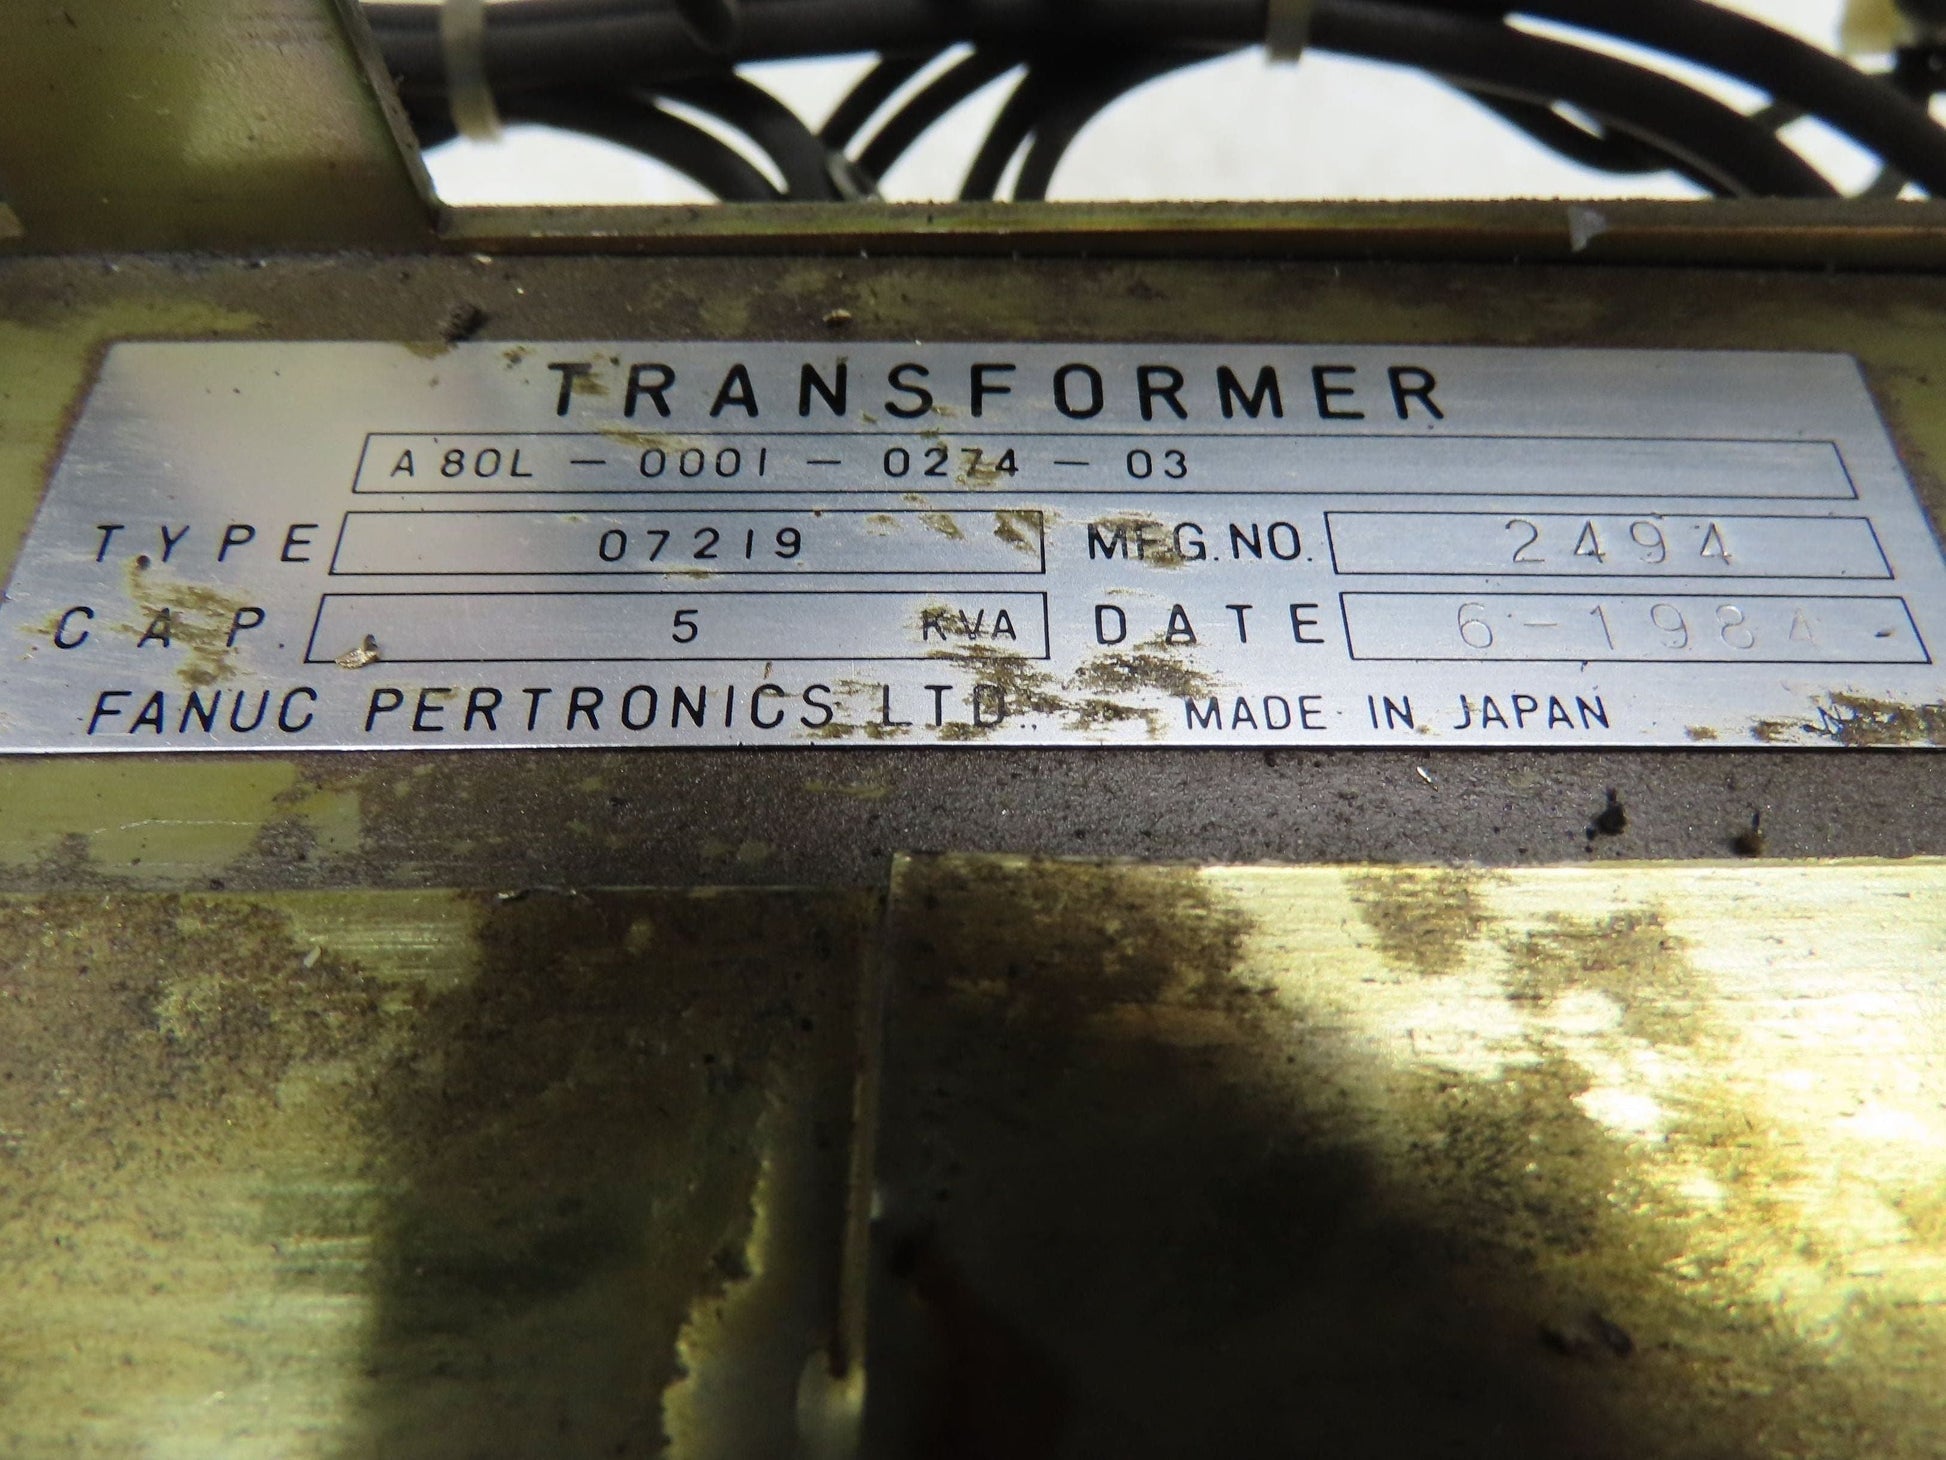 TRANSFORMER
A80L-0001-0274-03
TYPE 07219 MFG.NO. 2494
CAP. 5 KVA DATE 6-1984
FANUC PERTRONICS LTD. MADE IN JAPAN